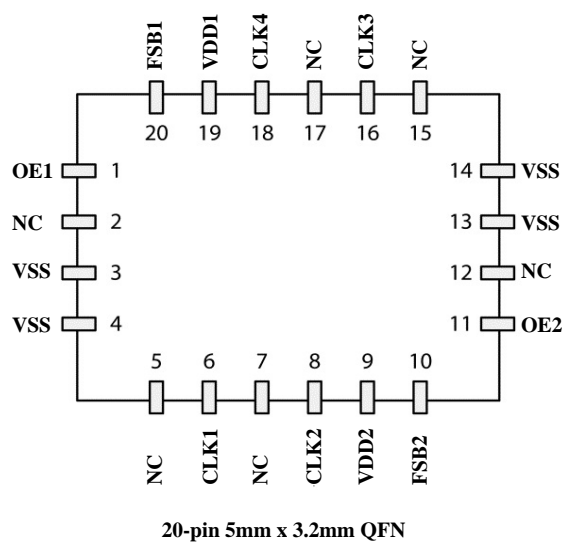 FSB1 VDD1 CLK4 NC CLK3 NC
20 19 18 17 16 15
OE1 1 14 VSS
NC 2 13 VSS
VSS 3 12 NC
VSS 4 11 OE2
5 6 7 8 9 10
NC CLK1 NC CLK2 VDD2 FSB2
20-pin 5mm x 3.2mm QFN